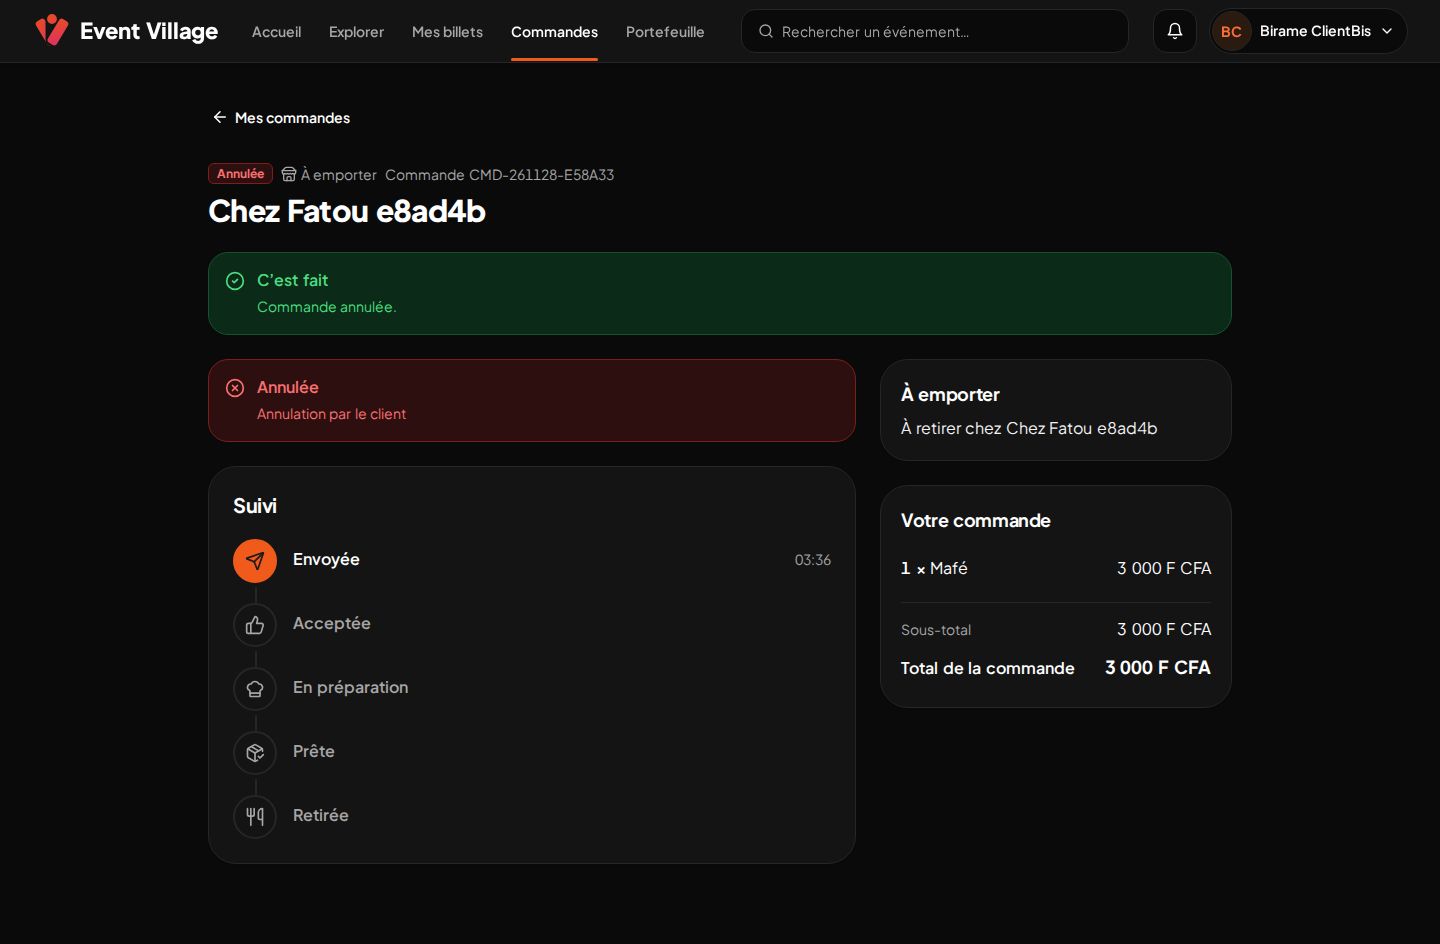 Event Village
Accueil
Explorer
Mes billets
Commandes
Portefeuille
Rechercher un événement…
BC
Birame ClientBis
Mes commandes
Annulée À emporter Commande CMD-261128-E58A33
Chez Fatou e8ad4b
C’est fait
Commande annulée.
Annulée
Annulation par le client
Suivi
Envoyée 03:36
Acceptée
En préparation
Prête
Retirée
À emporter
À retirer chez Chez Fatou e8ad4b
Votre commande
1 × Mafé 3 000 F CFA
Sous-total 3 000 F CFA
Total de la commande 3 000 F CFA